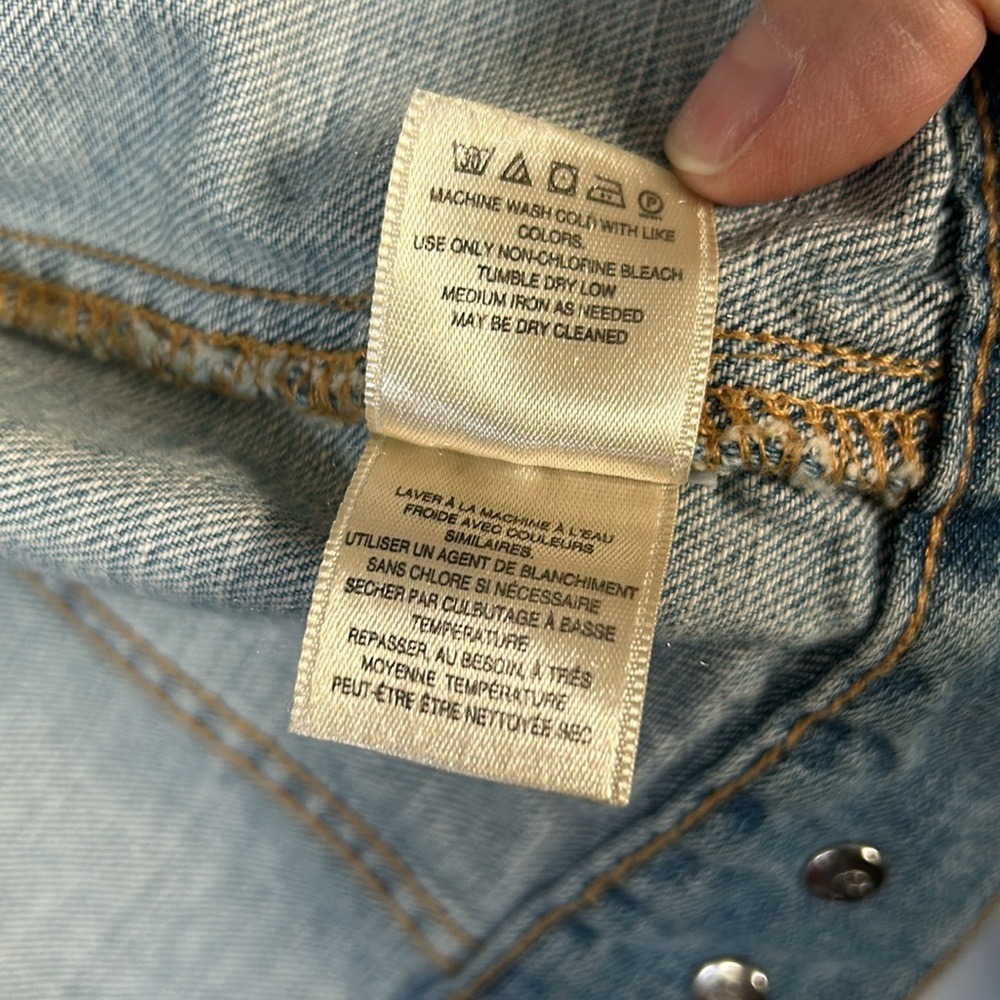 30 P
MACHINE WASH COLD WITH LIKE
COLORS.
USE ONLY NON-CHLORINE BLEACH
TUMBLE DRY LOW
MEDIUM IRON AS NEEDED
MAY BE DRY CLEANED
LAVER À LA MACHINE À L'EAU
FROIDE AVEC COULEURS
SIMILAIRES.
UTILISER UN AGENT DE BLANCHIMENT
SANS CHLORE SI NÉCESSAIRE
SECHER PAR CULBUTAGE À BASSE
TEMPÉRATURE
REPASSER, AU BESOIN, À TRÉS
MOYENNE TEMPÉRATURE
PEUT-ÊTRE ÊTRE NETTOYÉE SEC